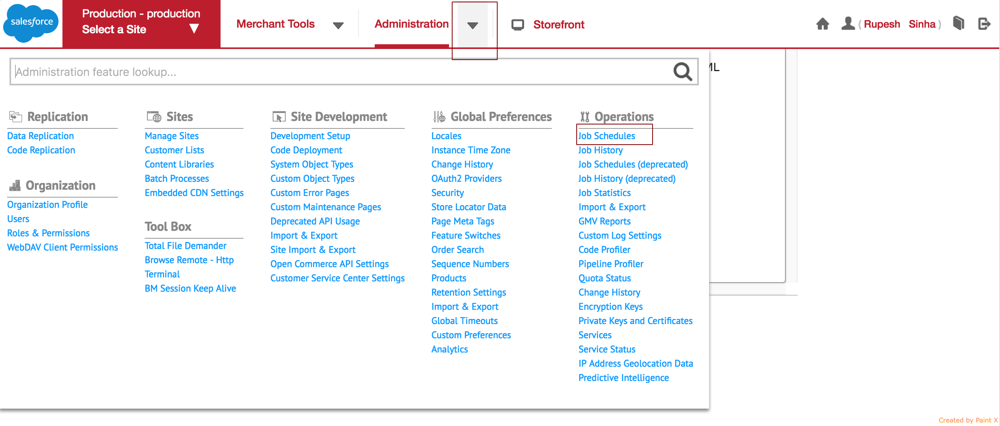 salesforce
Production - production
Select a Site
Merchant Tools
Administration
Storefront
( Rupesh Sinha )
Administration feature lookup...
ML
Replication
Data Replication
Code Replication
Organization
Organization Profile
Users
Roles & Permissions
WebDAV Client Permissions
Sites
Manage Sites
Customer Lists
Content Libraries
Batch Processes
Embedded CDN Settings
Tool Box
Total File Demander
Browse Remote - Http
Terminal
BM Session Keep Alive
Site Development
Development Setup
Code Deployment
System Object Types
Custom Object Types
Custom Error Pages
Custom Maintenance Pages
Deprecated API Usage
Import & Export
Site Import & Export
Open Commerce API Settings
Customer Service Center Settings
Global Preferences
Locales
Instance Time Zone
Change History
OAuth2 Providers
Security
Store Locator Data
Page Meta Tags
Feature Switches
Order Search
Sequence Numbers
Products
Retention Settings
Import & Export
Global Timeouts
Custom Preferences
Analytics
Operations
Job Schedules
Job History
Job Schedules (deprecated)
Job History (deprecated)
Job Statistics
Import & Export
GMV Reports
Custom Log Settings
Code Profiler
Pipeline Profiler
Quota Status
Change History
Encryption Keys
Private Keys and Certificates
Services
Service Status
IP Address Geolocation Data
Predictive Intelligence
Created by Paint X